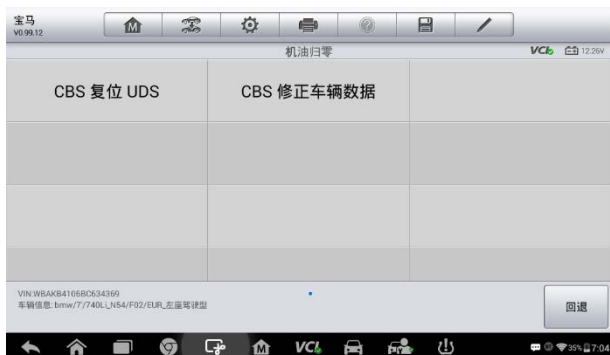 宝马
V0.99.12
机油归零
VCI
12.26V
CBS 复位 UDS
CBS 修正车辆数据
VIN:WBAKB4106BC634369
车辆信息:bmw/'7'/740Li_N54/F02/EUR_左座驾驶型
回退
VCI
35%
7:04